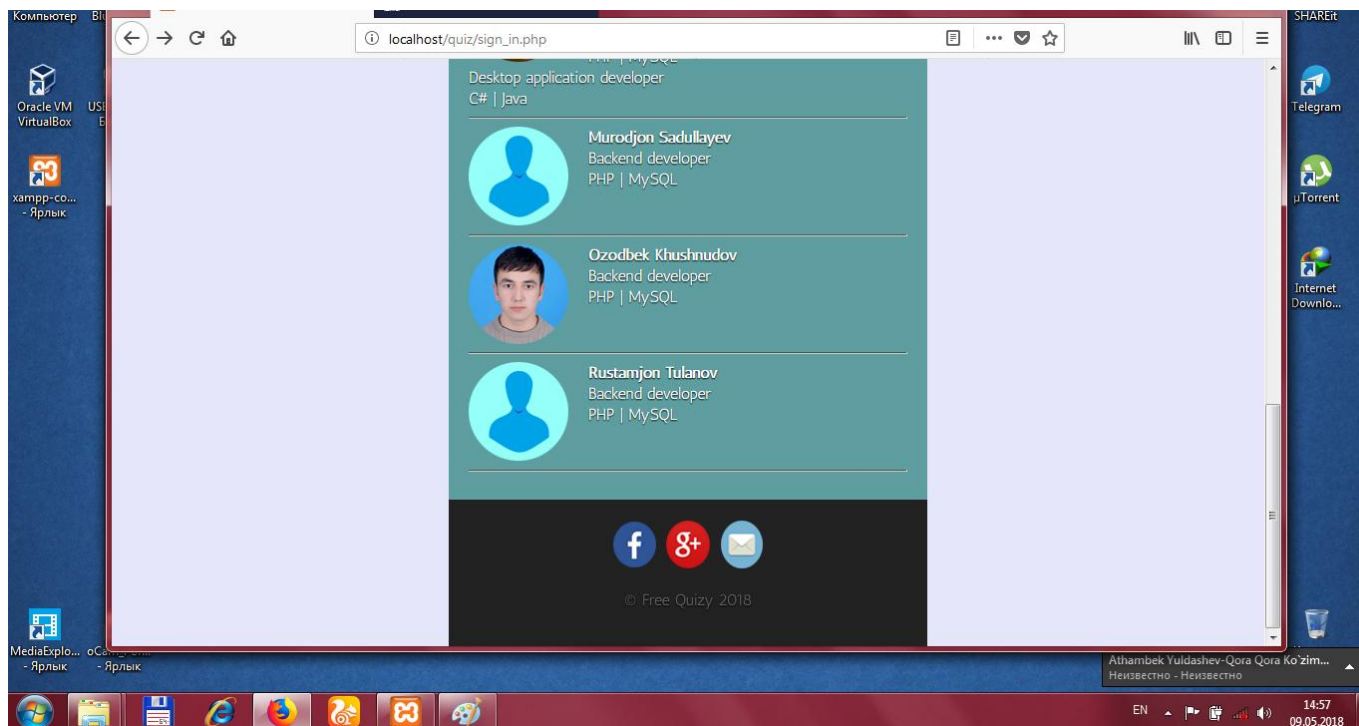 Компьютер
SHAREit
localhost/quiz/sign_in.php
Oracle VM
VirtualBox
Telegram
xampp-co...
- Ярлык
µTorrent
Internet
Downlo...
PHP | MySQL
Desktop application developer
C# | Java
Murodjon Sadullayev
Backend developer
PHP | MySQL
Ozodbek Khushnudov
Backend developer
PHP | MySQL
Rustamjon Tulanov
Backend developer
PHP | MySQL
f g+
© Free Quizy 2018
MediaExplo...
- Ярлык
- Ярлык
Athambek Yuldashev-Qora Qora Ko`zim...
Неизвестно - Неизвестно
EN
14:57
09.05.2018